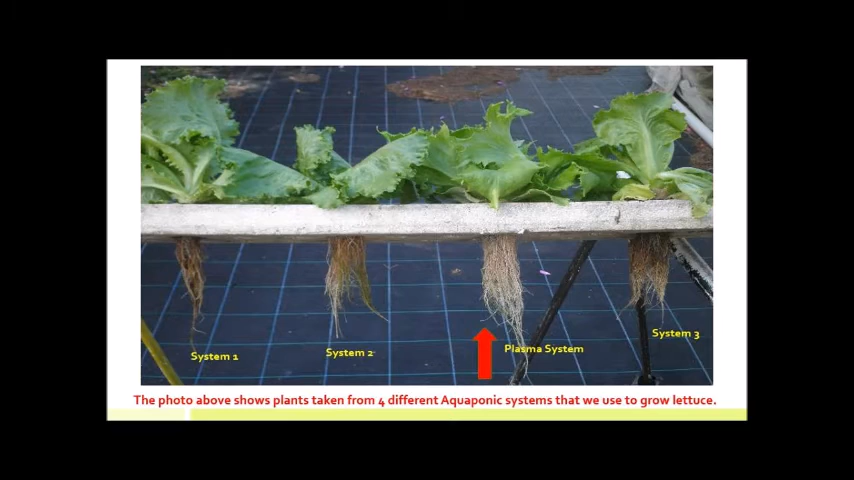 System 1
System 2
Plasma System
System 3
The photo above shows plants taken from 4 different Aquaponic systems that we use to grow lettuce.